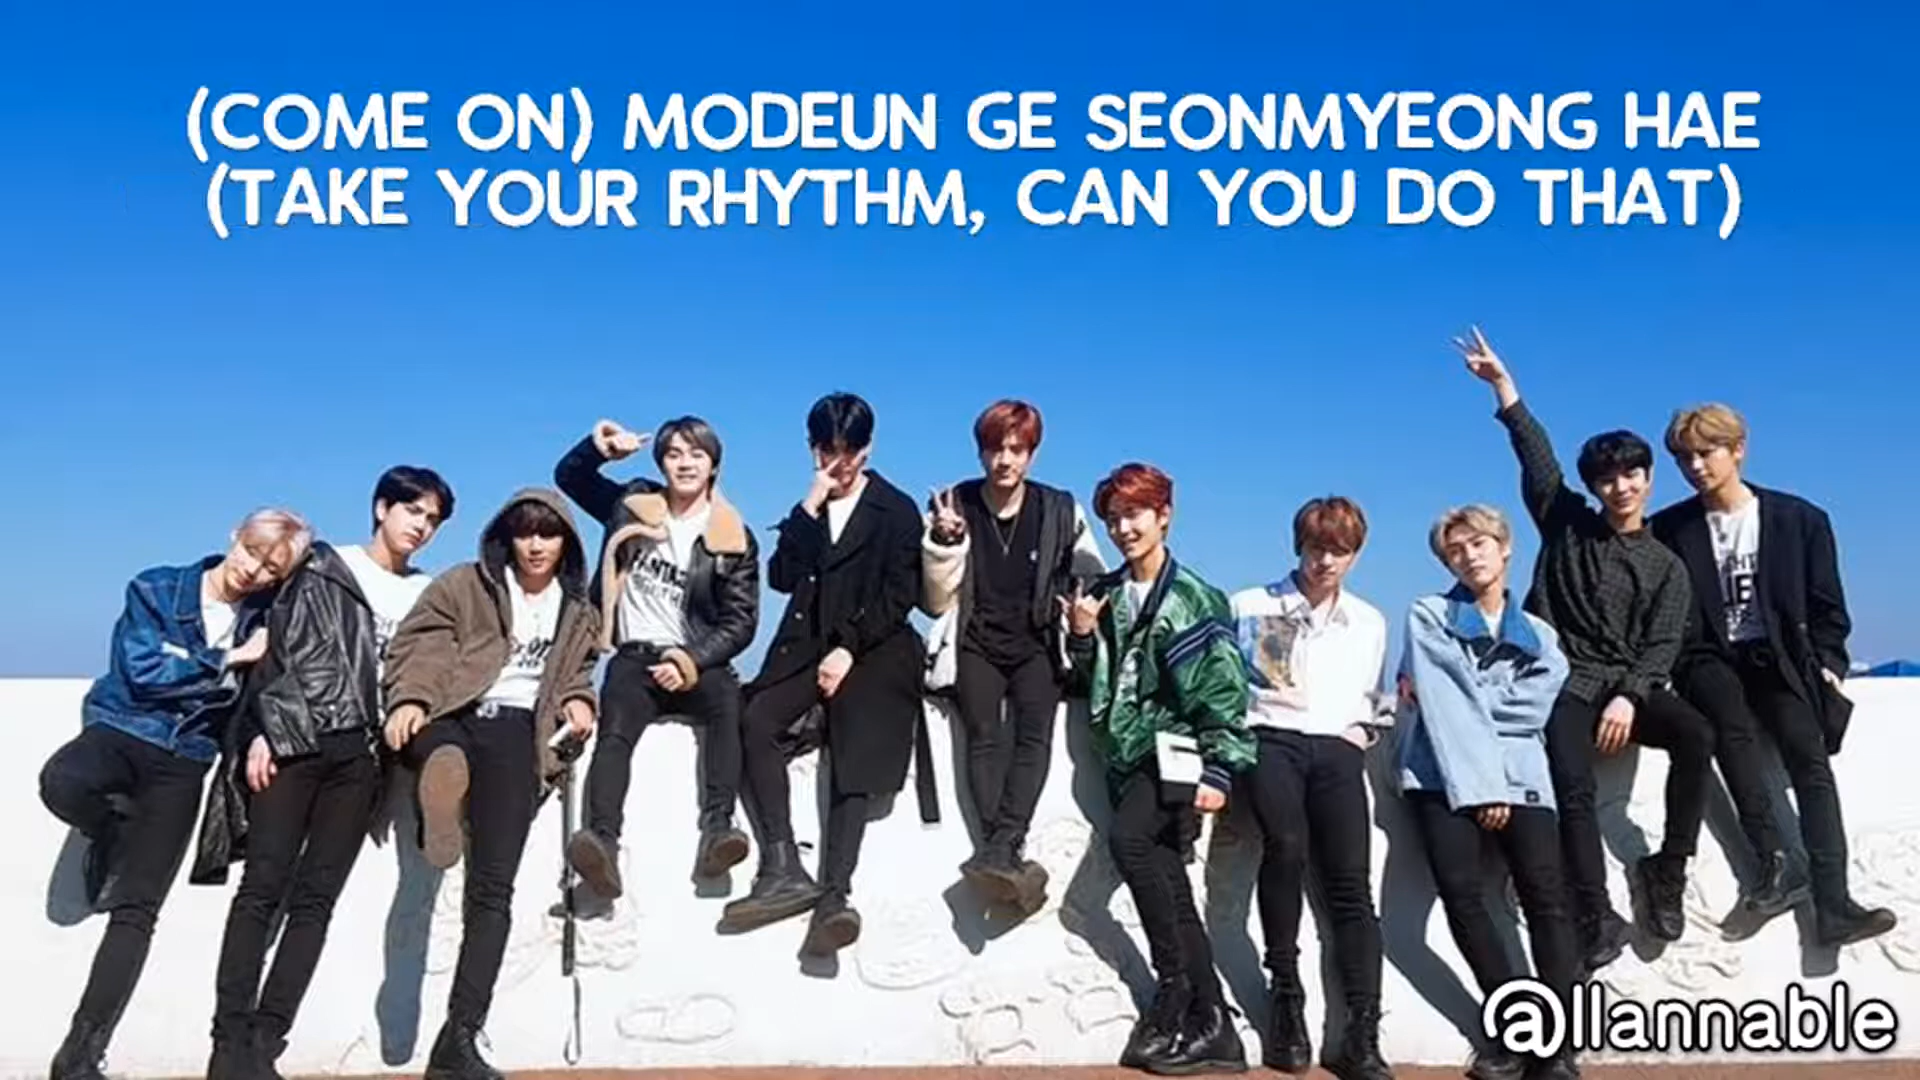 (COME ON) MODEUN GE SEONMYEONG HAE
(TAKE YOUR RHYTHM, CAN YOU DO THAT)
@llannable